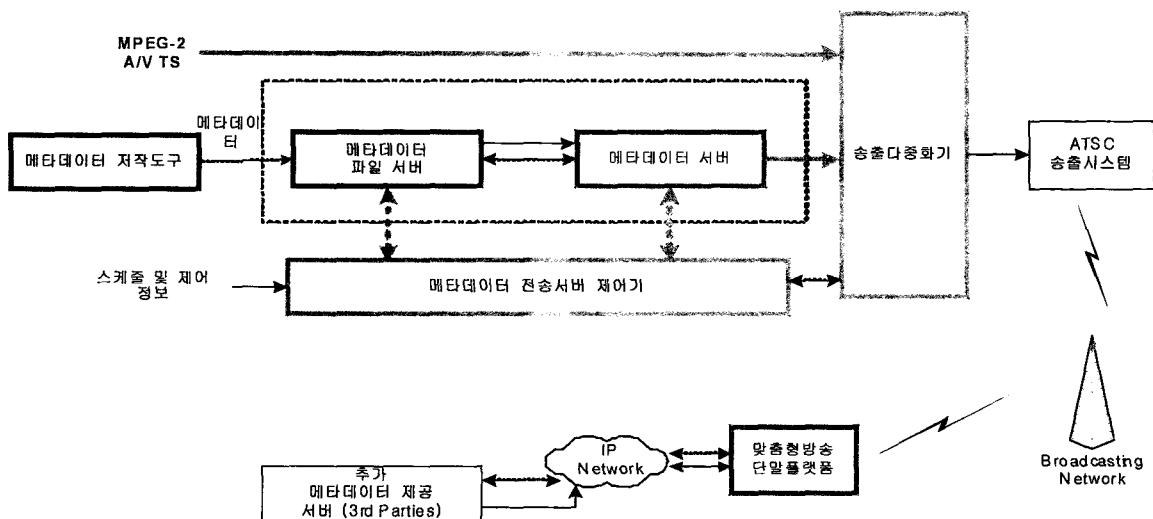 MPEG-2
A/V TS
메타데이
터
메타데이터 저작도구
메타데이터
파일 서버
메타데이터 서버
송출다중화기
ATSC
송출시스템
스케줄 및 제어
정보
메타데이터 전송서버 제어기
IP
Network
맞춤형방송
단말플랫폼
추가
메타데이터 제공
서버 (3rd Parties)
Broadcasting
Network